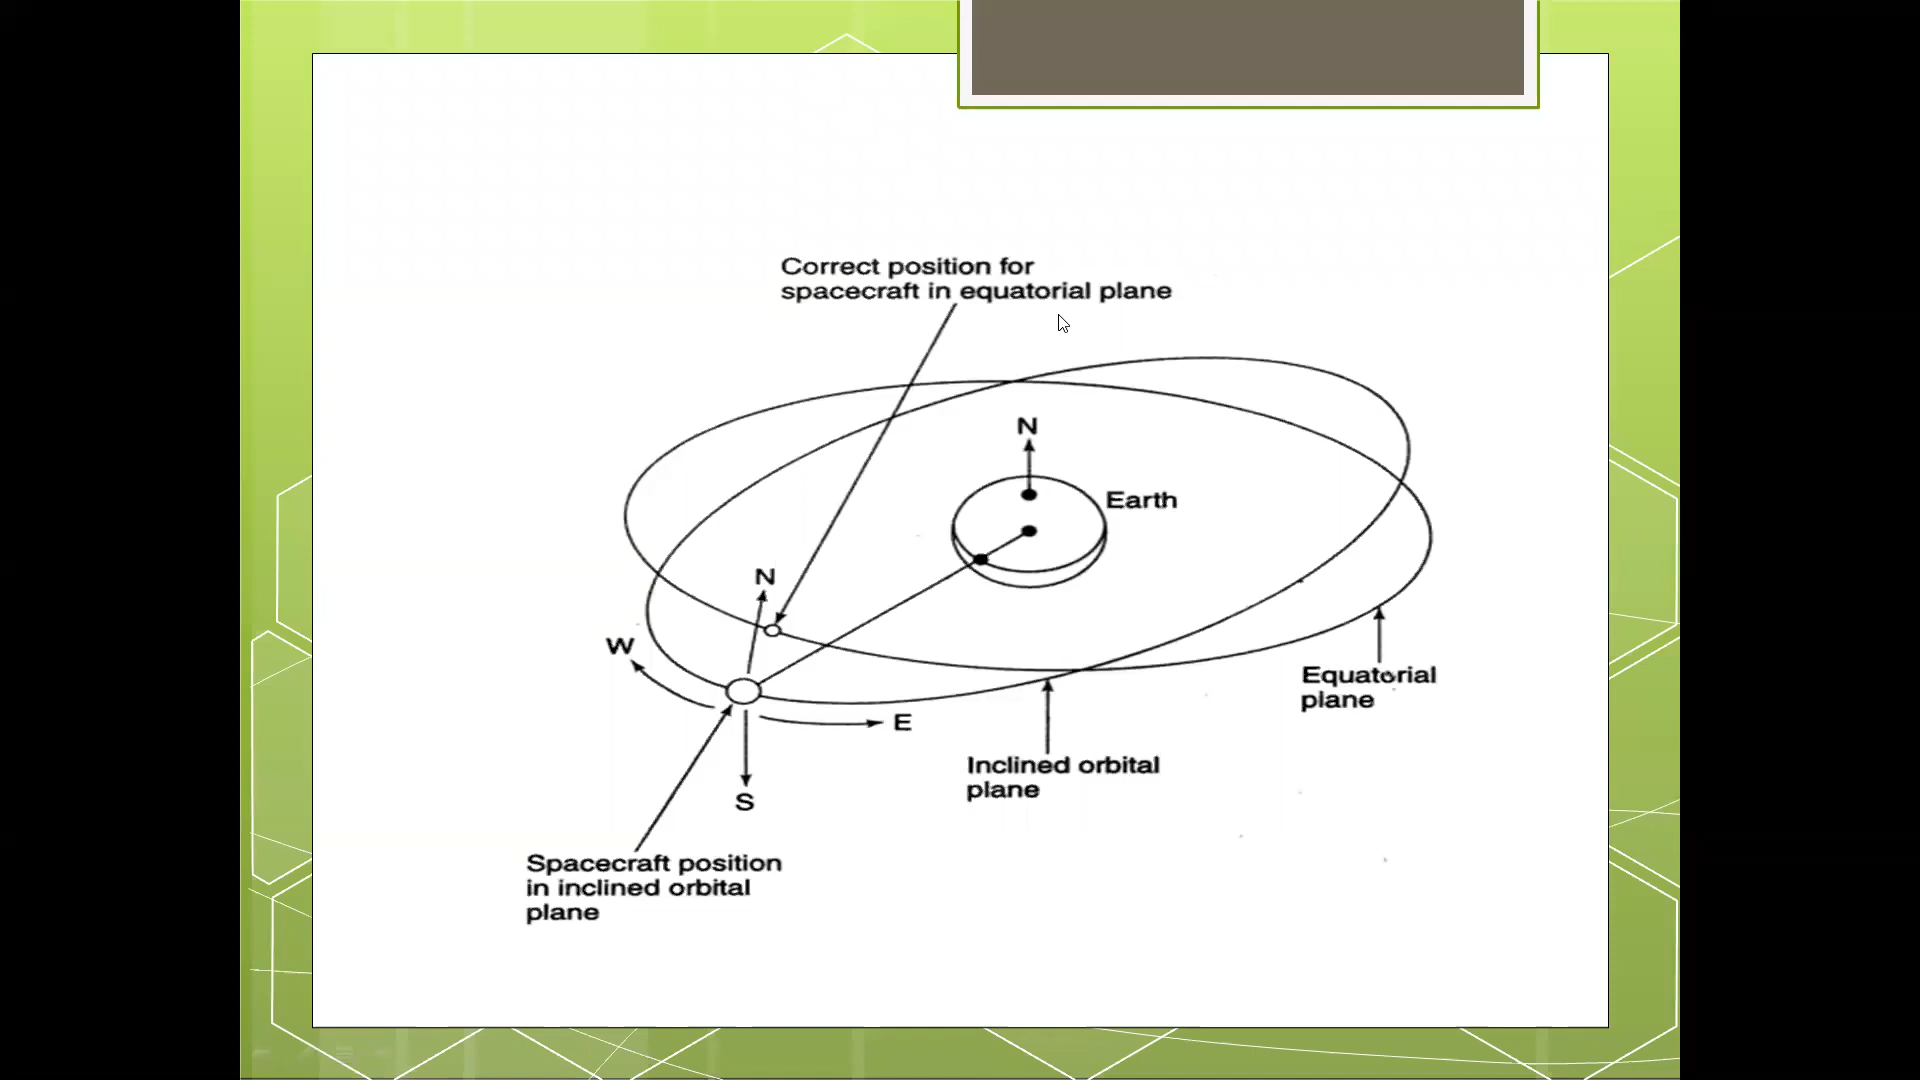 Correct position for
spacecraft in equatorial plane
N
Earth
N
W
Equatorial
plane
E
Inclined orbital
plane
S
Spacecraft position
in inclined orbital
plane